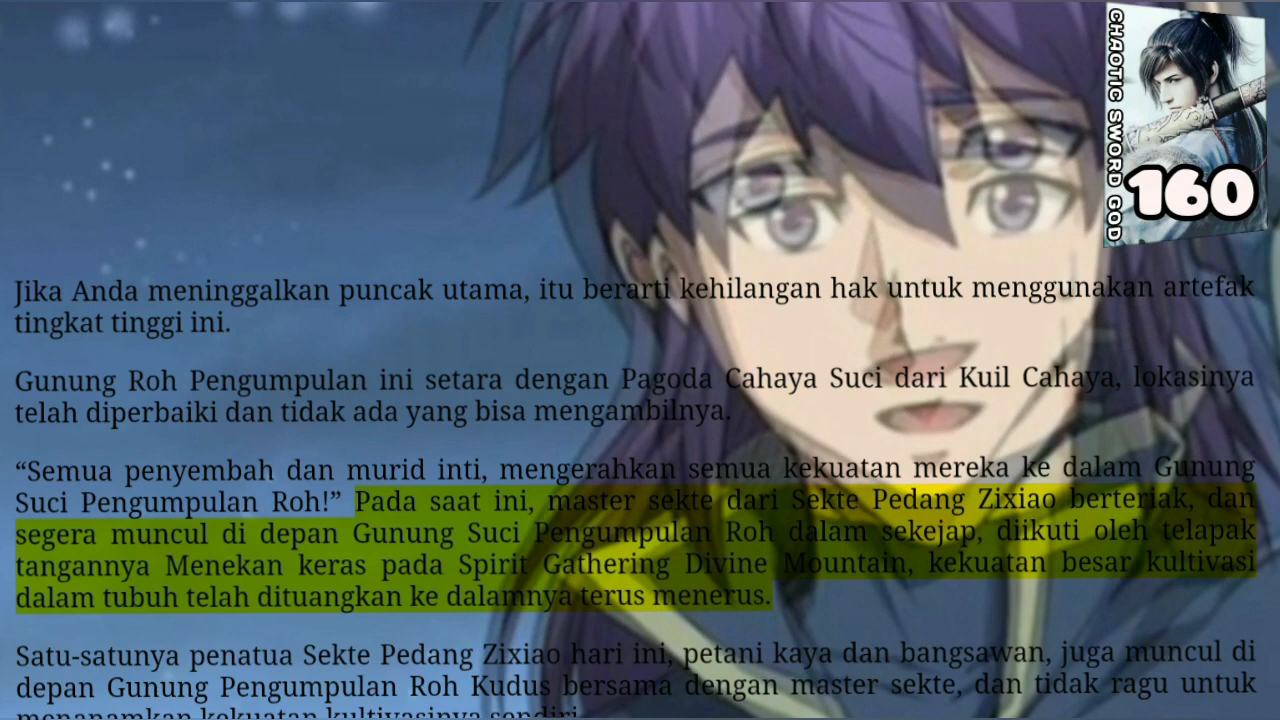 CHAOTIC SWORD GOD
160
Jika Anda meninggalkan puncak utama, itu berarti kehilangan hak untuk menggunakan artefak
tingkat tinggi ini.
Gunung Roh Pengumpulan ini setara dengan Pagoda Cahaya Suci dari Kuil Cahaya, lokasinya
telah diperbaiki dan tidak ada yang bisa mengambilnya.
“Semua penyembah dan murid inti, mengerahkan semua kekuatan mereka ke dalam Gunung
Suci Pengumpulan Roh!” Pada saat ini, master sekte dari Sekte Pedang Zixiao berteriak, dan
segera muncul di depan Gunung Suci Pengumpulan Roh dalam sekejap, diikuti oleh telapak
tangannya Menekan keras pada Spirit Gathering Divine Mountain, kekuatan besar kultivasi
dalam tubuh telah dituangkan ke dalamnya terus menerus.
Satu-satunya penatua Sekte Pedang Zixiao hari ini, petani kaya dan bangsawan, juga muncul di
depan Gunung Pengumpulan Roh Kudus bersama dengan master sekte, dan tidak ragu untuk
menanamkan kekuatan kultivasinya sendiri.